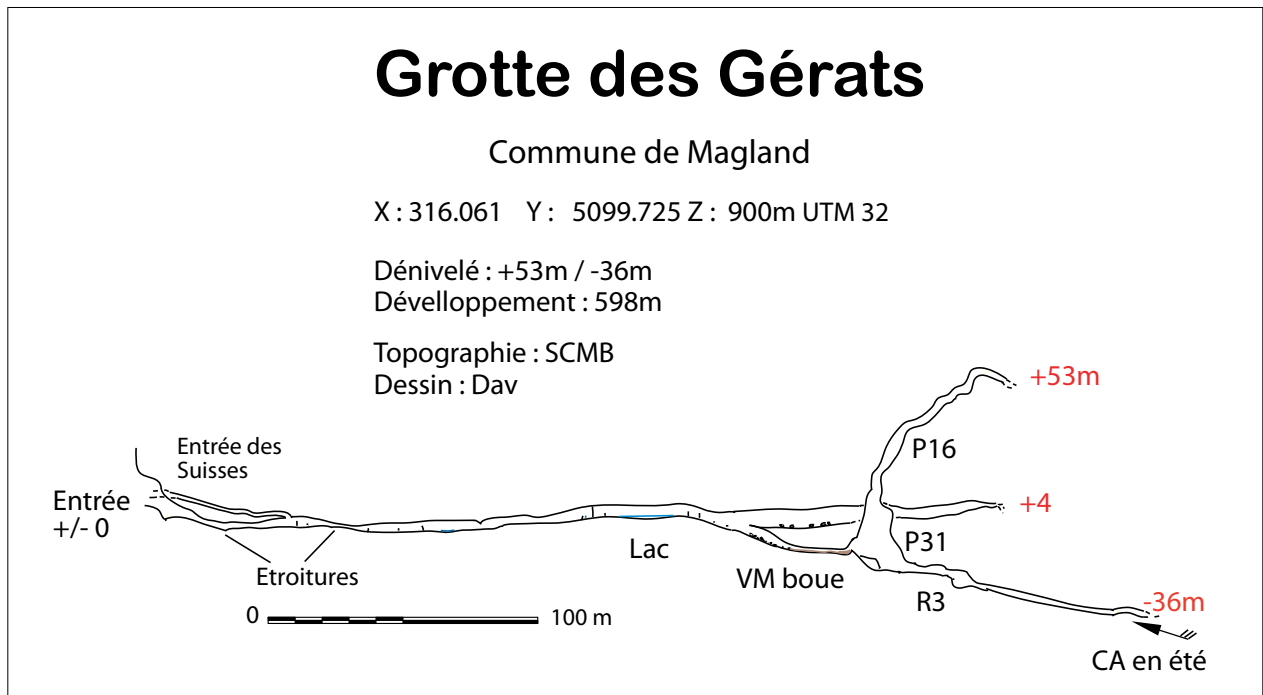 Grotte des Gérats
Commune de Magland
X : 316.061 Y : 5099.725 Z : 900m UTM 32
Dénivelé : +53m / -36m
Dévelloppement : 598m
Topographie : SCMB
Dessin : Dav
+53m
Entrée des
Suisses
P16
Entrée
+/- 0
+4
P31
Lac
Etroitures
VM boue
R3
-36m
0
100 m
CA en été